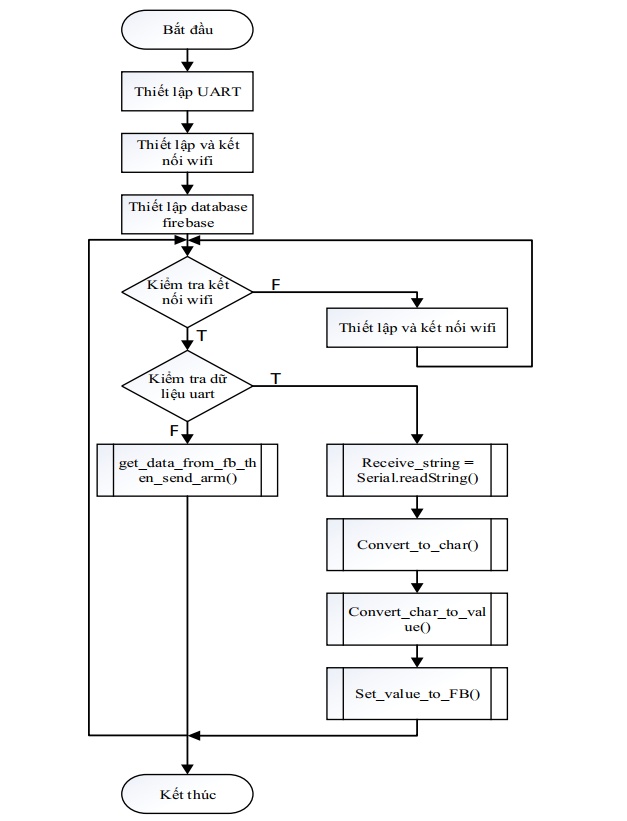 Bắt đầu
Thiết lập UART
Thiết lập và kết
nối wifi
Thiết lập database
firebase
Kiểm tra kết
nối wifi
F
Thiết lập và kết nối wifi
T
Kiểm tra dữ
liệu uart
T
F
get_data_from_fb_th
en_send_arm()
Receive_string =
Serial.readString()
Convert_to_char()
Convert_char_to_val
ue()
Set_value_to_FB()
Kết thúc